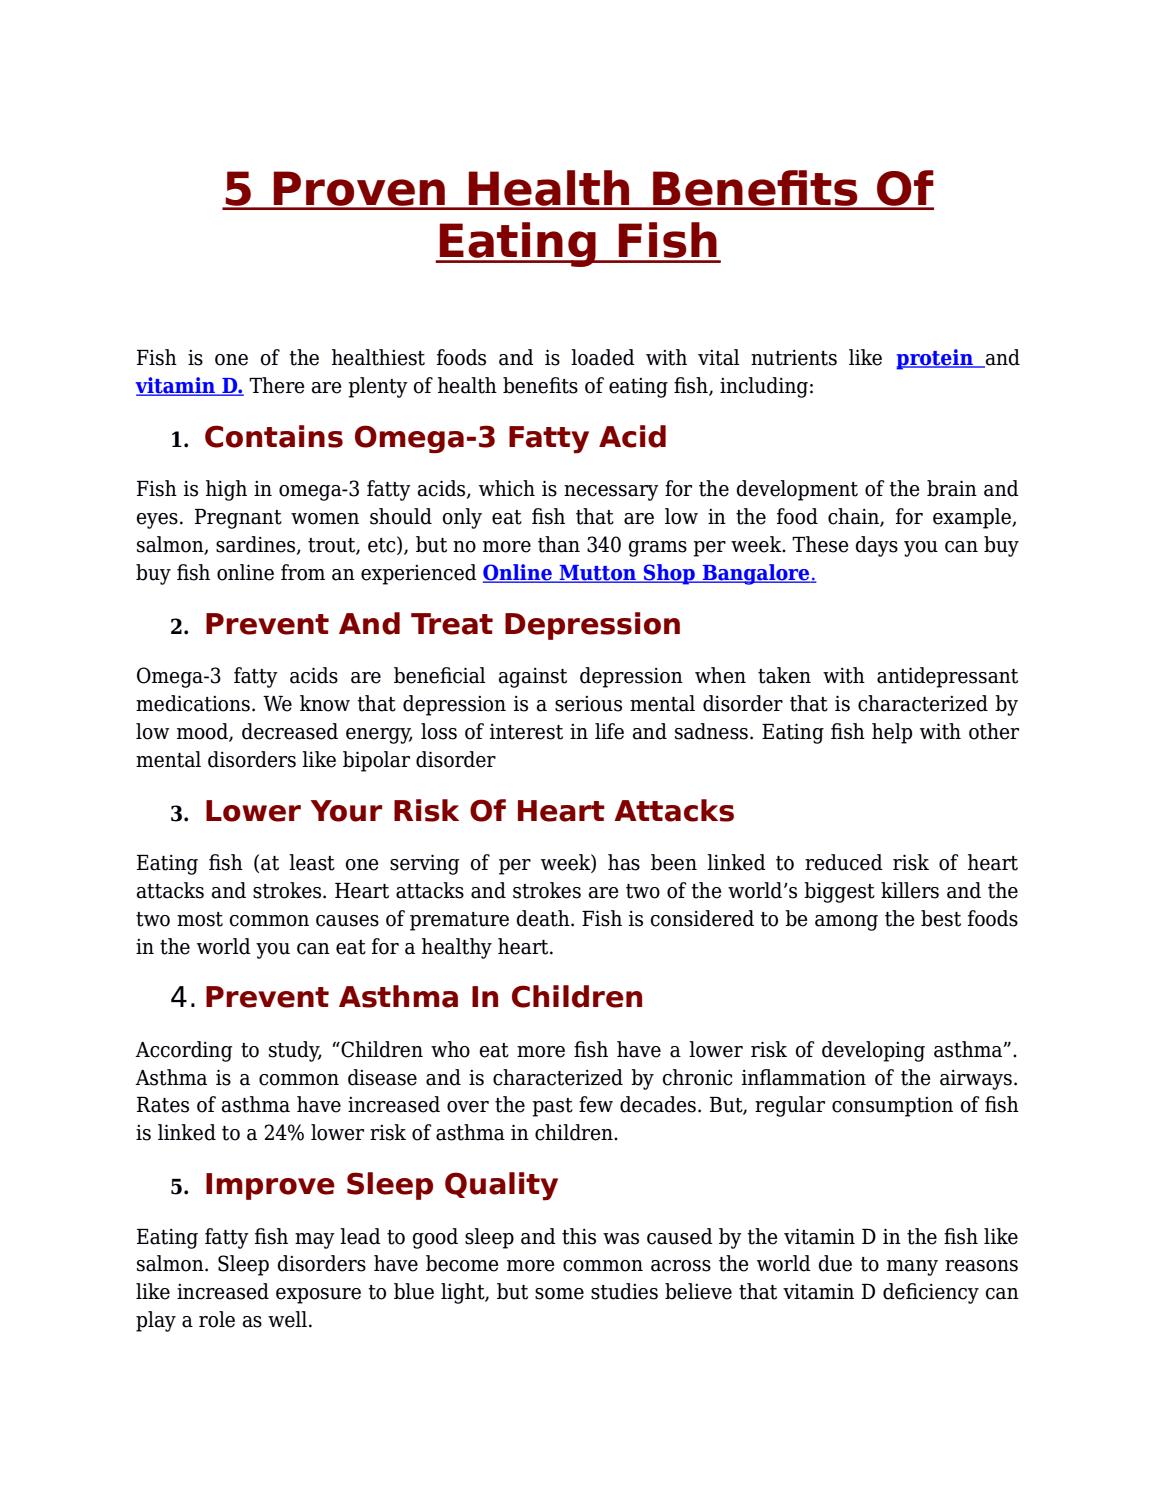 5 Proven Health Benefits Of
Eating Fish
Fish is one of the healthiest foods and is loaded with vital nutrients like protein and
vitamin D. There are plenty of health benefits of eating fish, including:
1. Contains Omega-3 Fatty Acid
Fish is high in omega-3 fatty acids, which is necessary for the development of the brain and
eyes. Pregnant women should only eat fish that are low in the food chain, for example,
salmon, sardines, trout, etc), but no more than 340 grams per week. These days you can buy
buy fish online from an experienced Online Mutton Shop Bangalore.
2. Prevent And Treat Depression
Omega-3 fatty acids are beneficial against depression when taken with antidepressant
medications. We know that depression is a serious mental disorder that is characterized by
low mood, decreased energy, loss of interest in life and sadness. Eating fish help with other
mental disorders like bipolar disorder
3. Lower Your Risk Of Heart Attacks
Eating fish (at least one serving of per week) has been linked to reduced risk of heart
attacks and strokes. Heart attacks and strokes are two of the world’s biggest killers and the
two most common causes of premature death. Fish is considered to be among the best foods
in the world you can eat for a healthy heart.
4. Prevent Asthma In Children
According to study, “Children who eat more fish have a lower risk of developing asthma”.
Asthma is a common disease and is characterized by chronic inflammation of the airways.
Rates of asthma have increased over the past few decades. But, regular consumption of fish
is linked to a 24% lower risk of asthma in children.
5. Improve Sleep Quality
Eating fatty fish may lead to good sleep and this was caused by the vitamin D in the fish like
salmon. Sleep disorders have become more common across the world due to many reasons
like increased exposure to blue light, but some studies believe that vitamin D deficiency can
play a role as well.